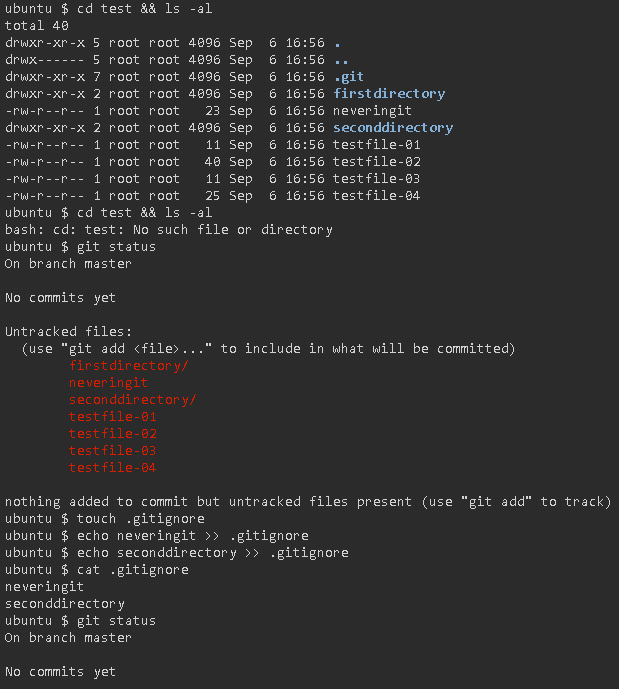 ubuntu $ cd test && ls -al
total 40
drwxr-xr-x 5 root root 4096 Sep  6 16:56 .
drwx------ 5 root root 4096 Sep  6 16:56 ..
drwxr-xr-x 7 root root 4096 Sep  6 16:56 .git
drwxr-xr-x 2 root root 4096 Sep  6 16:56 firstdirectory
-rw-r--r-- 1 root root   23 Sep  6 16:56 neveringit
drwxr-xr-x 2 root root 4096 Sep  6 16:56 seconddirectory
-rw-r--r-- 1 root root   11 Sep  6 16:56 testfile-01
-rw-r--r-- 1 root root   40 Sep  6 16:56 testfile-02
-rw-r--r-- 1 root root   11 Sep  6 16:56 testfile-03
-rw-r--r-- 1 root root   25 Sep  6 16:56 testfile-04
ubuntu $ cd test && ls -al
bash: cd: test: No such file or directory
ubuntu $ git status
On branch master

No commits yet

Untracked files:
  (use "git add <file>..." to include in what will be committed)
        firstdirectory/
        neveringit
        seconddirectory/
        testfile-01
        testfile-02
        testfile-03
        testfile-04

nothing added to commit but untracked files present (use "git add" to track)
ubuntu $ touch .gitignore
ubuntu $ echo neveringit >> .gitignore
ubuntu $ echo seconddirectory >> .gitignore
ubuntu $ cat .gitignore
neveringit
seconddirectory
ubuntu $ git status
On branch master

No commits yet